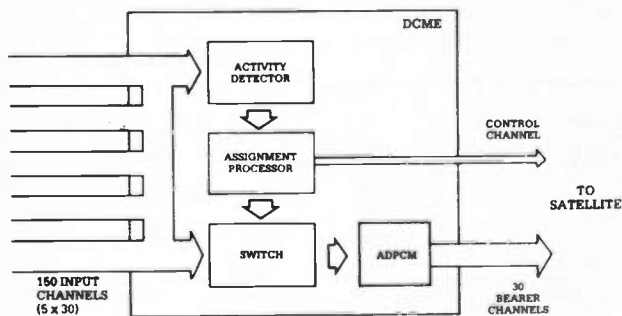 DCME
ACTIVITY
DETECTOR
CONTROL
CHANNEL
ASSIGNMENT
PROCESSOR
TO
SATELLITE
SWITCH
ADPCM
150 INPUT
CHANNELS
(5 x 30)
30
BEARER
CHANNELS